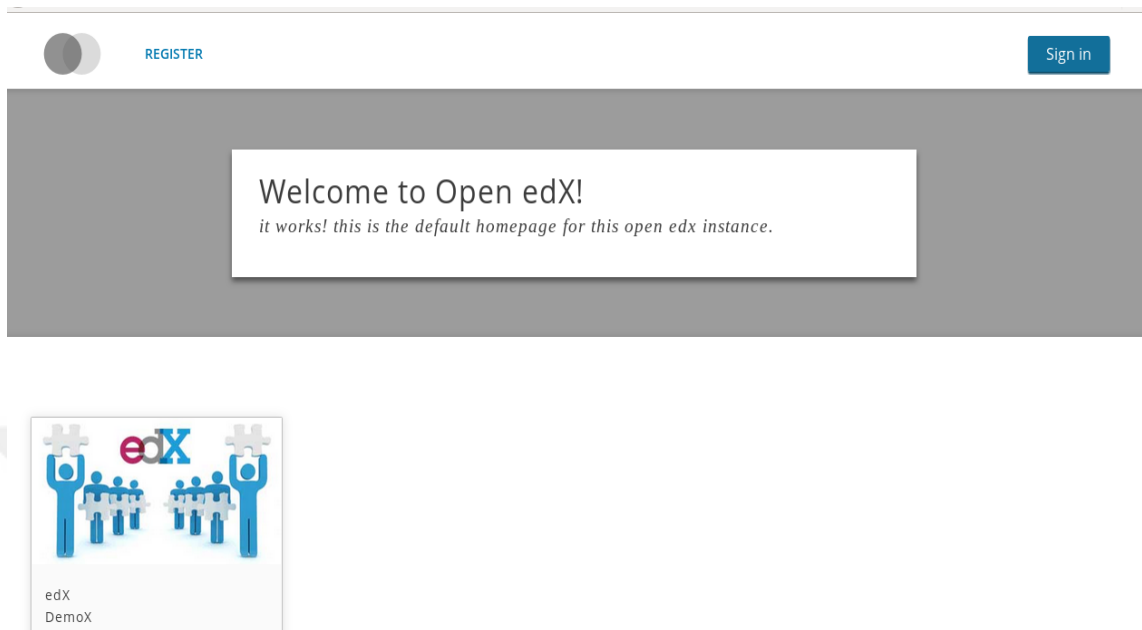 REGISTER
Sign in
Welcome to Open edX!
it works! this is the default homepage for this open edx instance.
edX
edX
DemoX